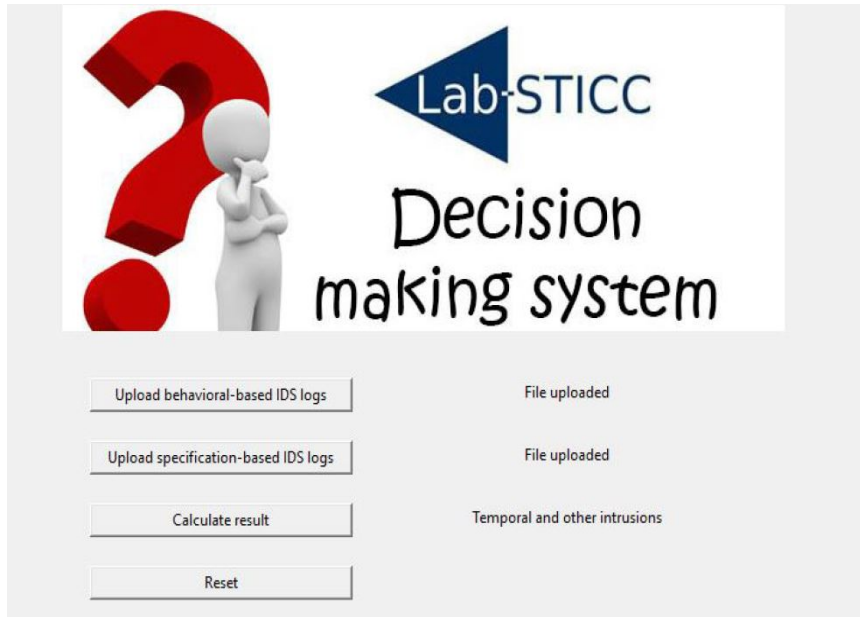 Lab-STICC
Decision
making system
Upload behavioral-based IDS logs
File uploaded
Upload specification-based IDS logs
File uploaded
Calculate result
Temporal and other intrusions
Reset